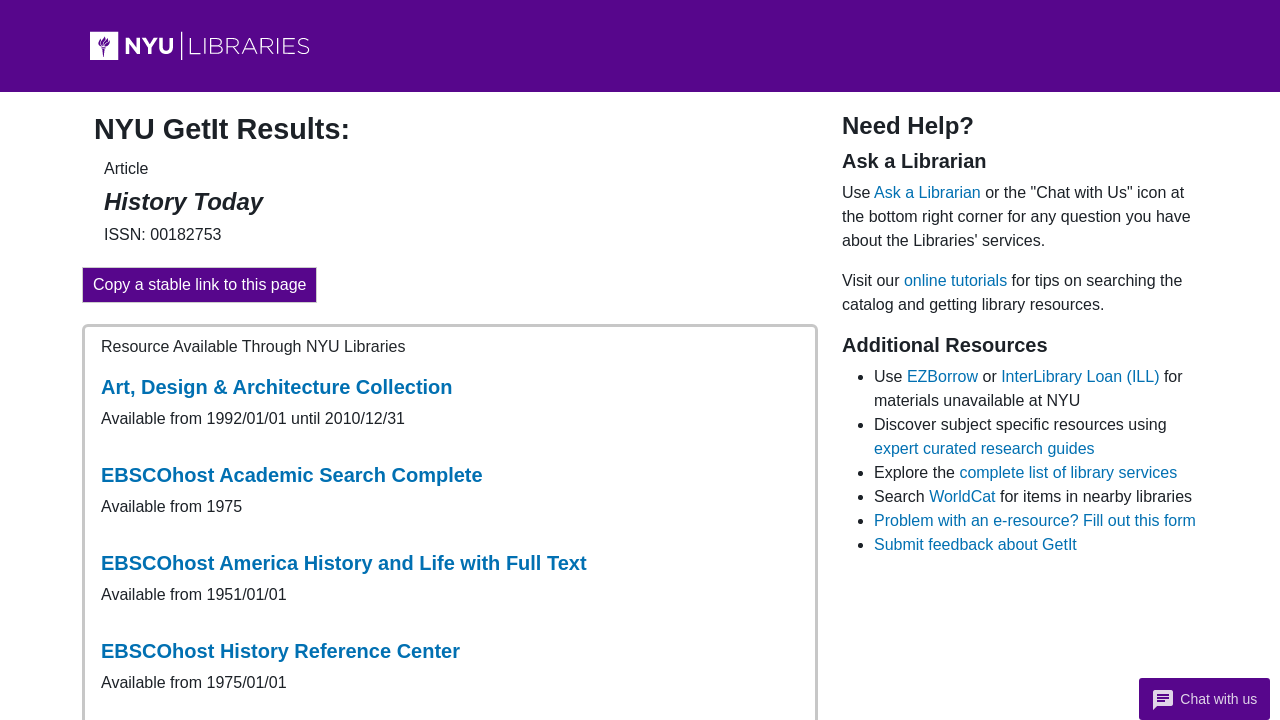 NYU LIBRARIES
NYU GetIt Results:
Article
History Today
ISSN: 00182753
Copy a stable link to this page
Resource Available Through NYU Libraries
Art, Design & Architecture Collection
Available from 1992/01/01 until 2010/12/31
EBSCOhost Academic Search Complete
Available from 1975
EBSCOhost America History and Life with Full Text
Available from 1951/01/01
EBSCOhost History Reference Center
Available from 1975/01/01
Need Help?
Ask a Librarian
Use Ask a Librarian or the "Chat with Us" icon at
the bottom right corner for any question you have
about the Libraries' services.
Visit our online tutorials for tips on searching the
catalog and getting library resources.
Additional Resources
Use EZBorrow or InterLibrary Loan (ILL) for
materials unavailable at NYU
Discover subject specific resources using
expert curated research guides
Explore the complete list of library services
Search WorldCat for items in nearby libraries
Problem with an e-resource? Fill out this form
Submit feedback about GetIt
Chat with us